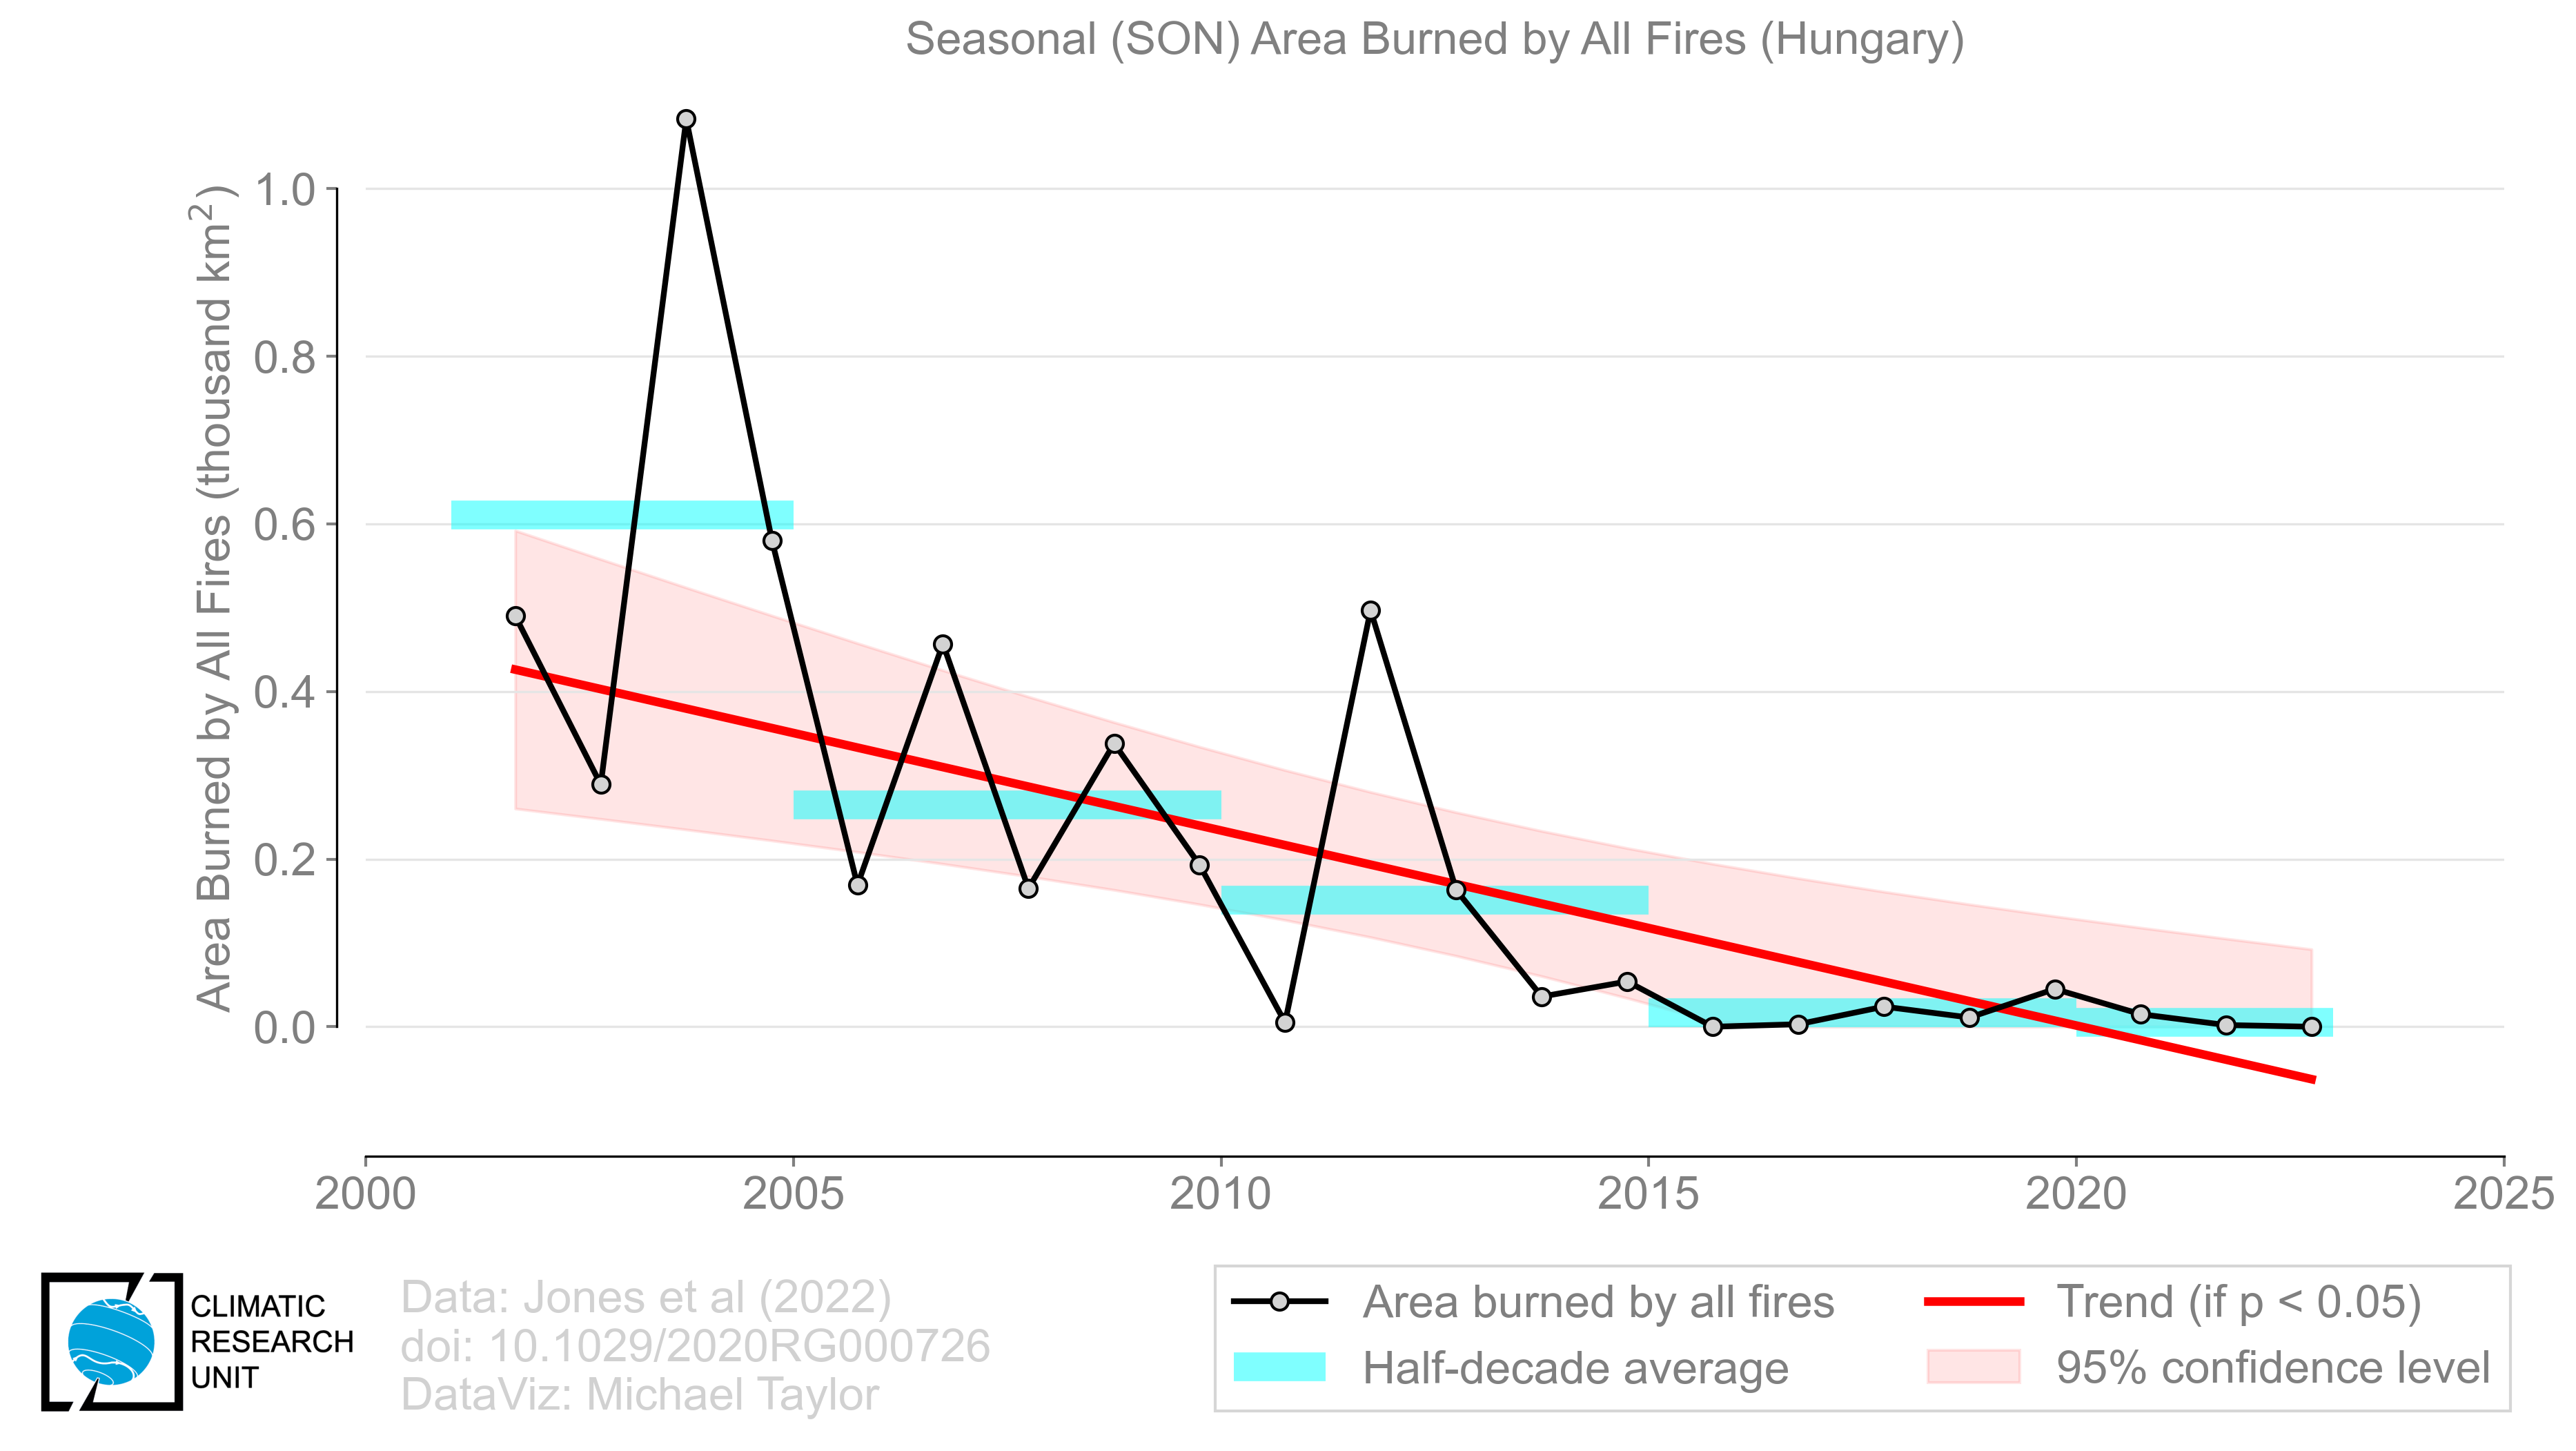 Seasonal (SON) Area Burned by All Fires (Hungary)
Area Burned by All Fires (thousand km²)
1.0
0.8
0.6
0.4
0.2
0.0
2000 2005 2010 2015 2020 2025
CLIMATIC
RESEARCH
UNIT
Data: Jones et al (2022)
doi: 10.1029/2020RG000726
DataViz: Michael Taylor
Area burned by all fires
Half-decade average
Trend (if p < 0.05)
95% confidence level